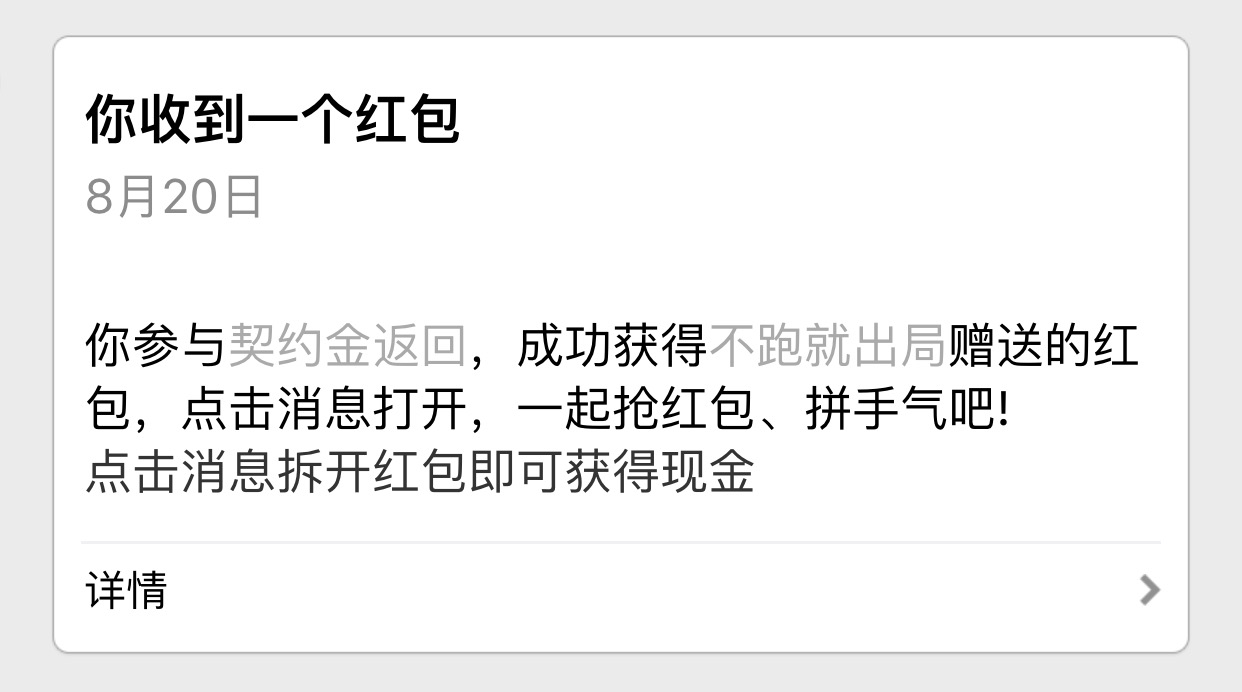 你收到一个红包
8月20日
你参与契约金返回，成功获得不跑就出局赠送的红
包，点击消息打开，一起抢红包、拼手气吧!
点击消息拆开红包即可获得现金
详情